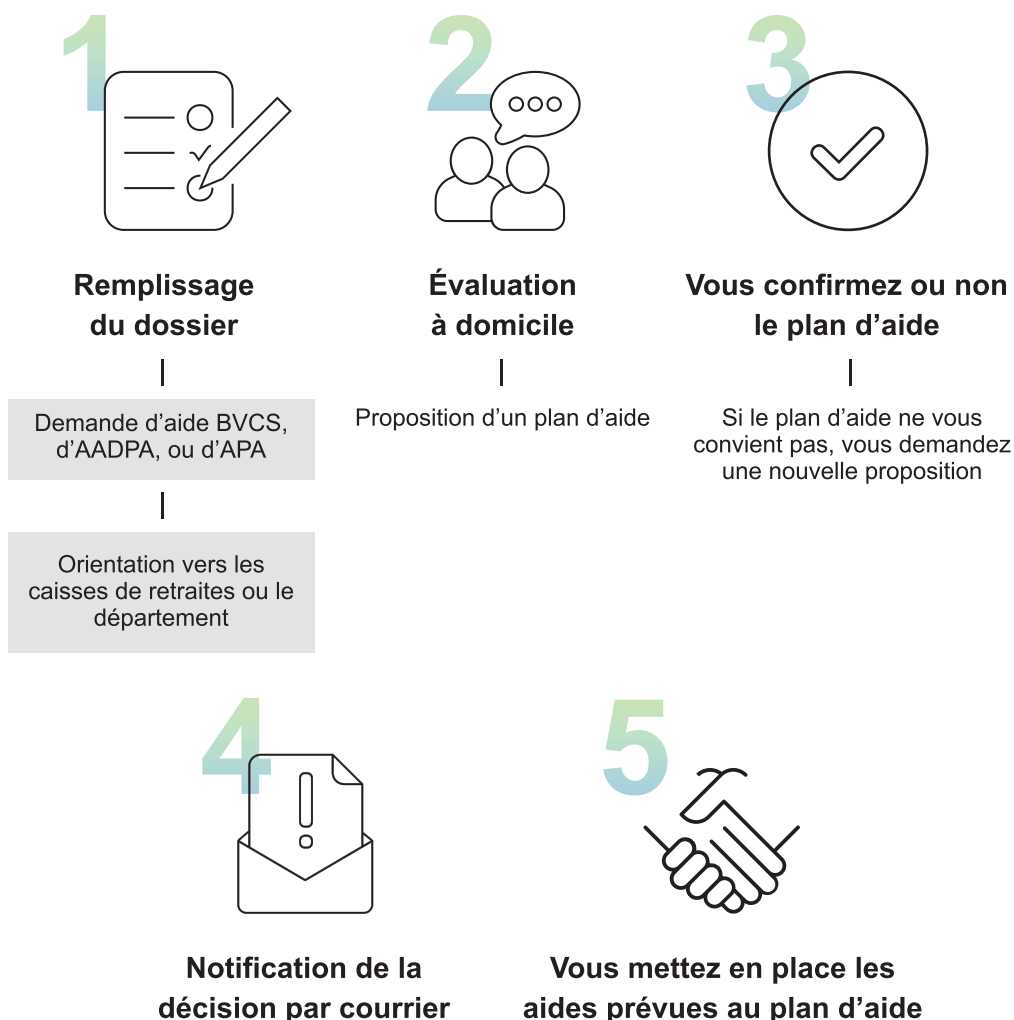 1
Remplissage
du dossier
Demande d'aide BVCS,
d'AADPA, ou d'APA
Orientation vers les
caisses de retraites ou le
département
2
Évaluation
à domicile
Proposition d'un plan d'aide
3
Vous confirmez ou non
le plan d'aide
Si le plan d'aide ne vous
convient pas, vous demandez
une nouvelle proposition
4
Notification de la
décision par courrier
5
Vous mettez en place les
aides prévues au plan d'aide